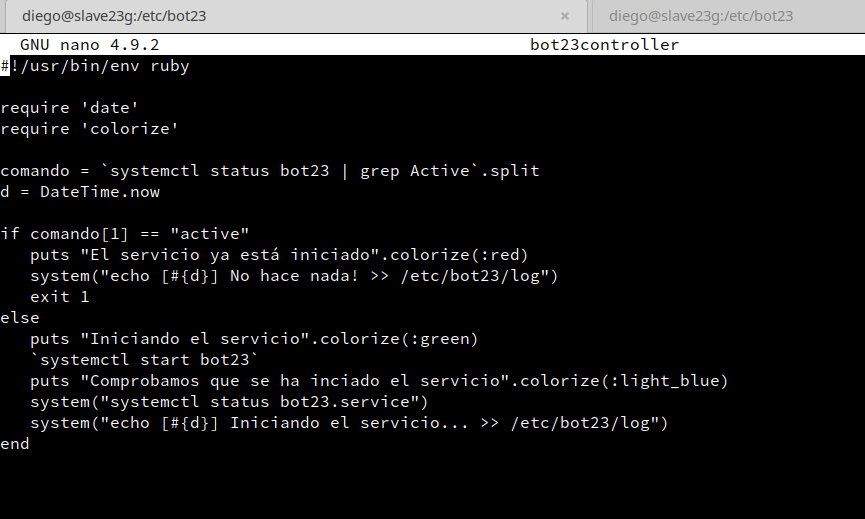 diego@slave23g:/etc/bot23 × diego@slave23g:/etc/bot23
GNU nano 4.9.2 bot23controller
#!/usr/bin/env ruby
require 'date'
require 'colorize'
comando = `systemctl status bot23 | grep Active`.split
d = DateTime.now
if comando[1] == "active"
puts "El servicio ya está iniciado".colorize(:red)
system("echo [#{d}] No hace nada! >> /etc/bot23/log")
exit 1
else
puts "Iniciando el servicio".colorize(:green)
`systemctl start bot23`
puts "Comprobamos que se ha inciado el servicio".colorize(:light_blue)
system("systemctl status bot23.service")
system("echo [#{d}] Iniciando el servicio... >> /etc/bot23/log")
end